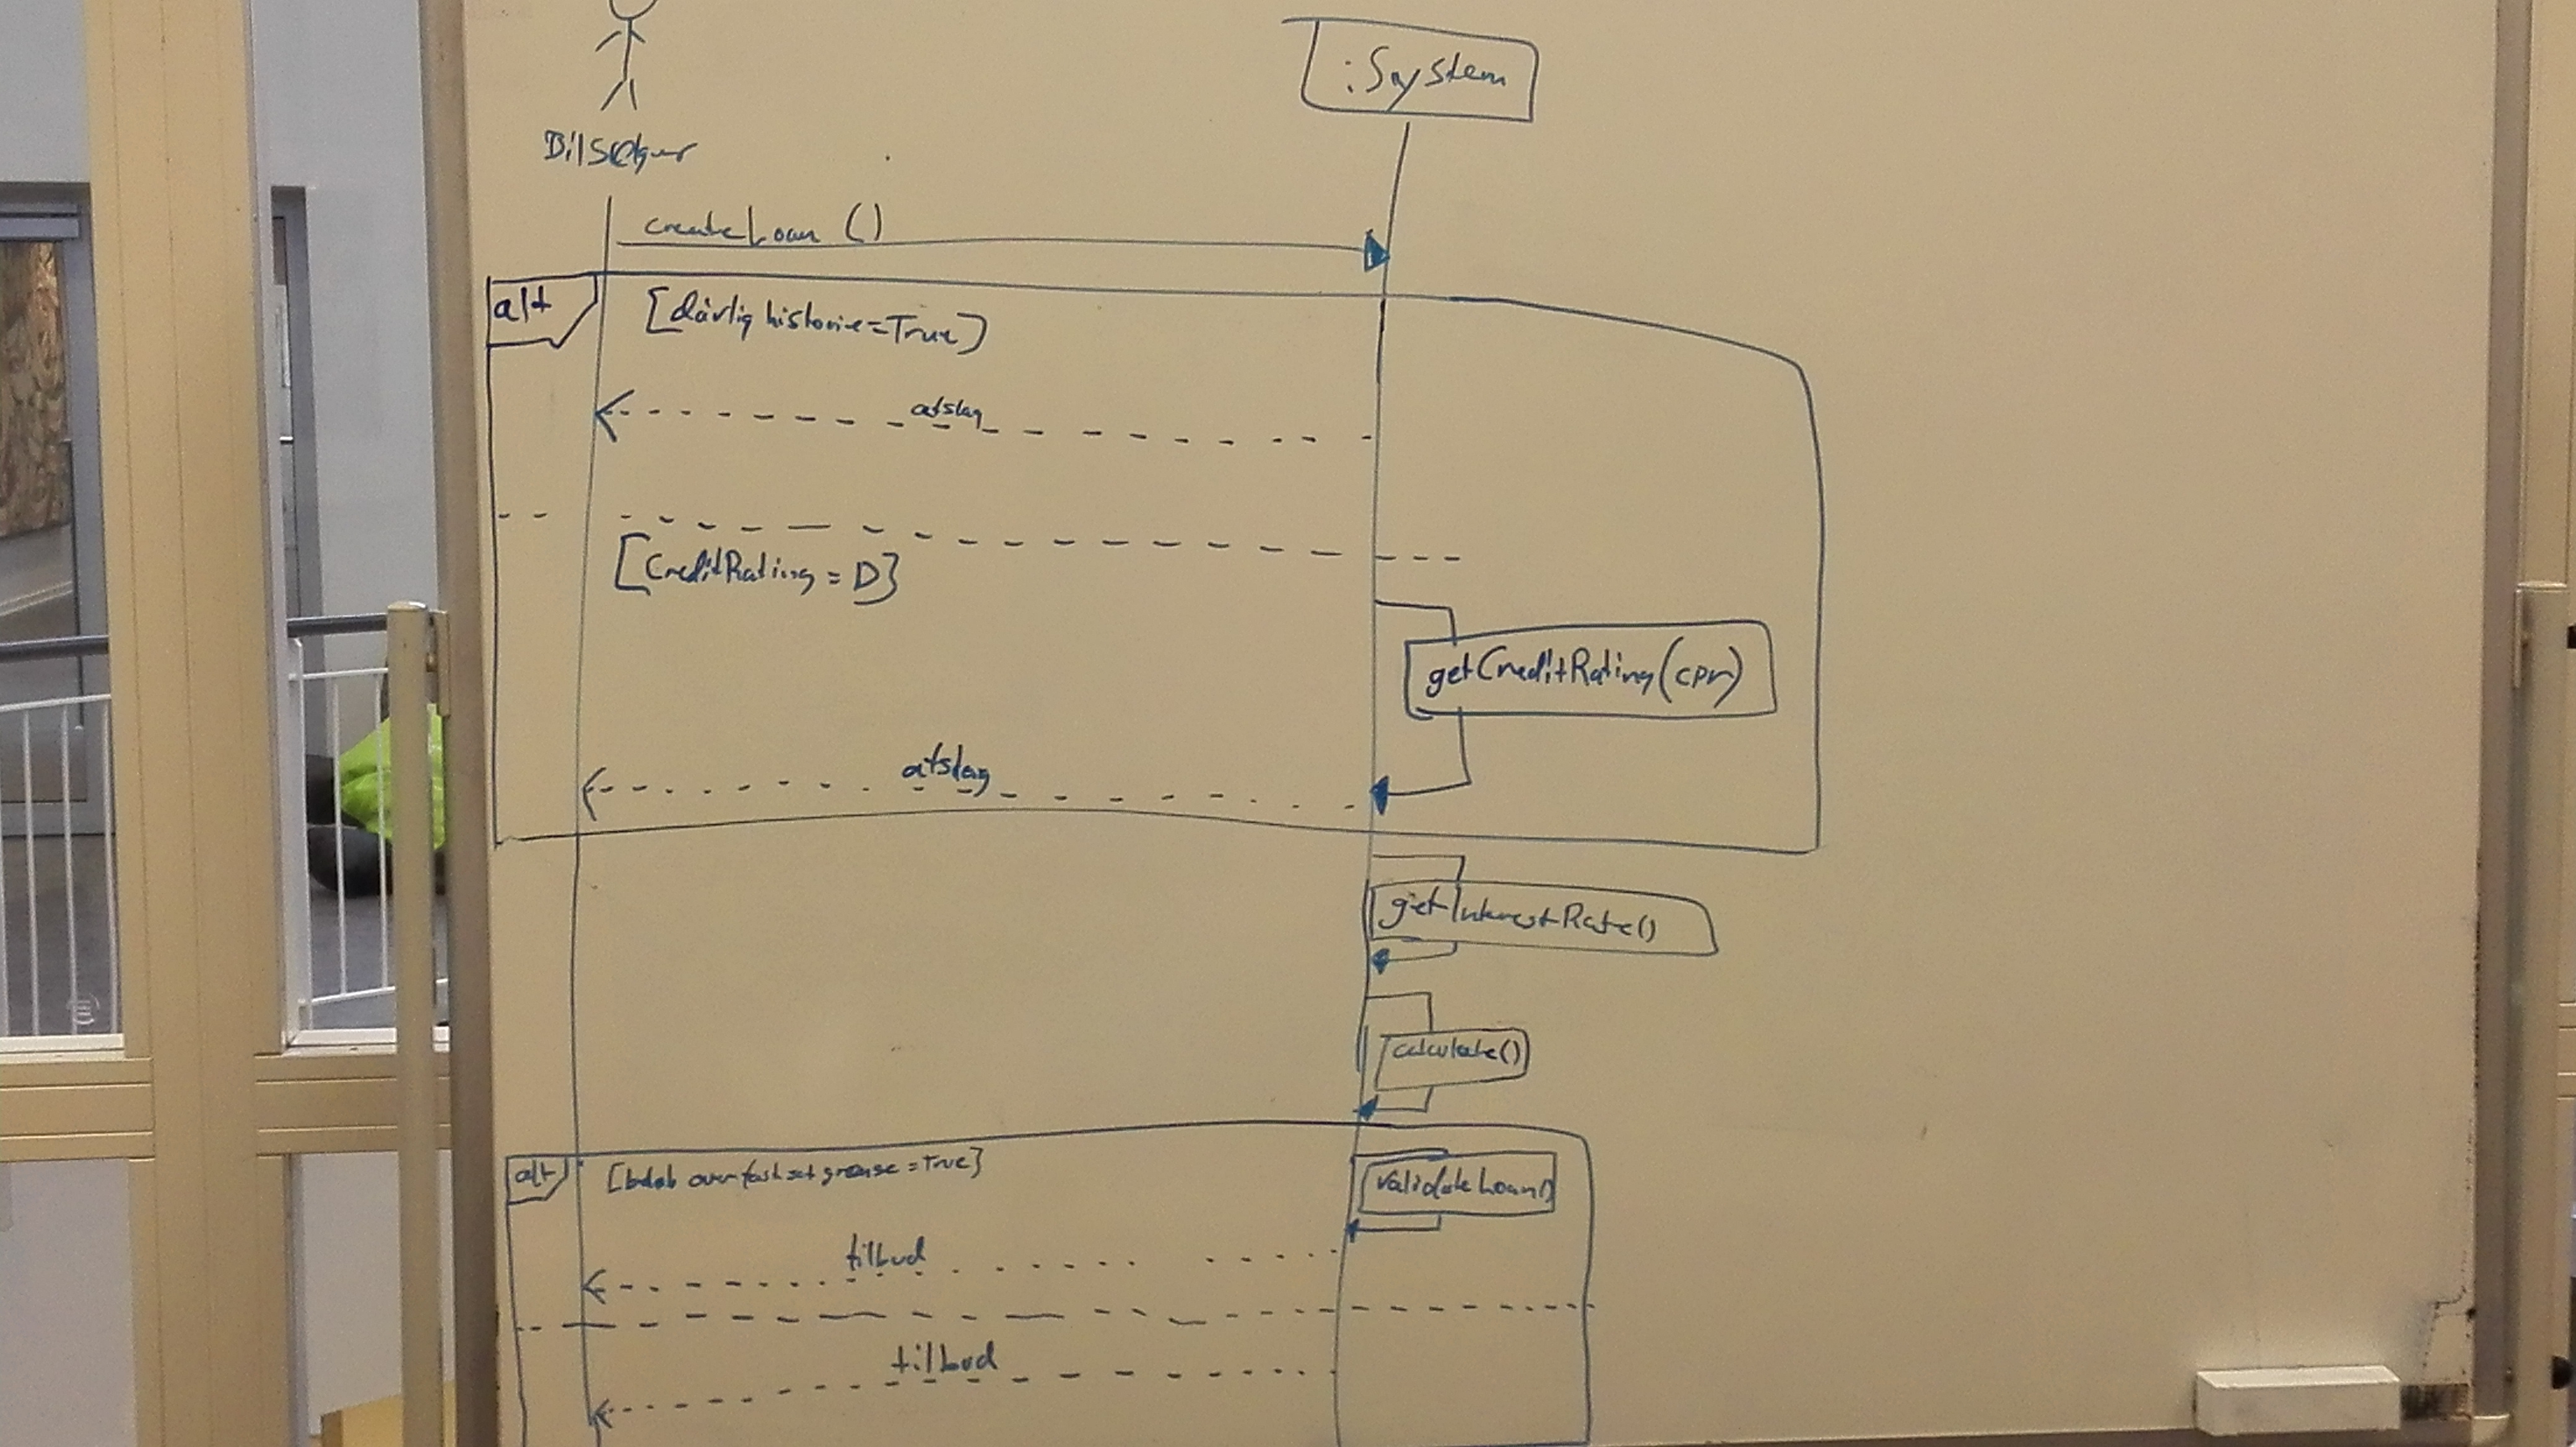 :System
Bilsælger
createLoan ()
alt
[dårlig historie=True]
afslag
[CreditRating = D]
getCreditRating(cpr)
afslag
getInterestRate()
calculate()
alt
[beløb over fastsat grænse =True]
validateLoan()
tilbud
tilbud